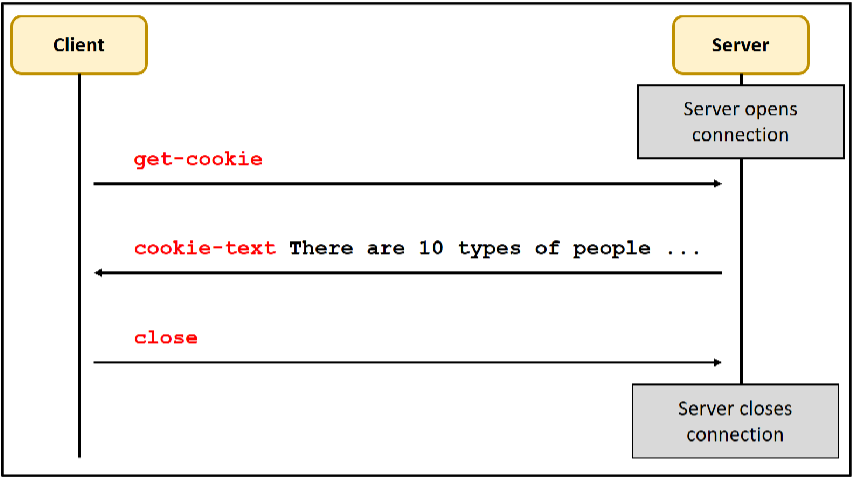 Client
Server
Server opens
connection
get-cookie
cookie-text There are 10 types of people ...
close
Server closes
connection